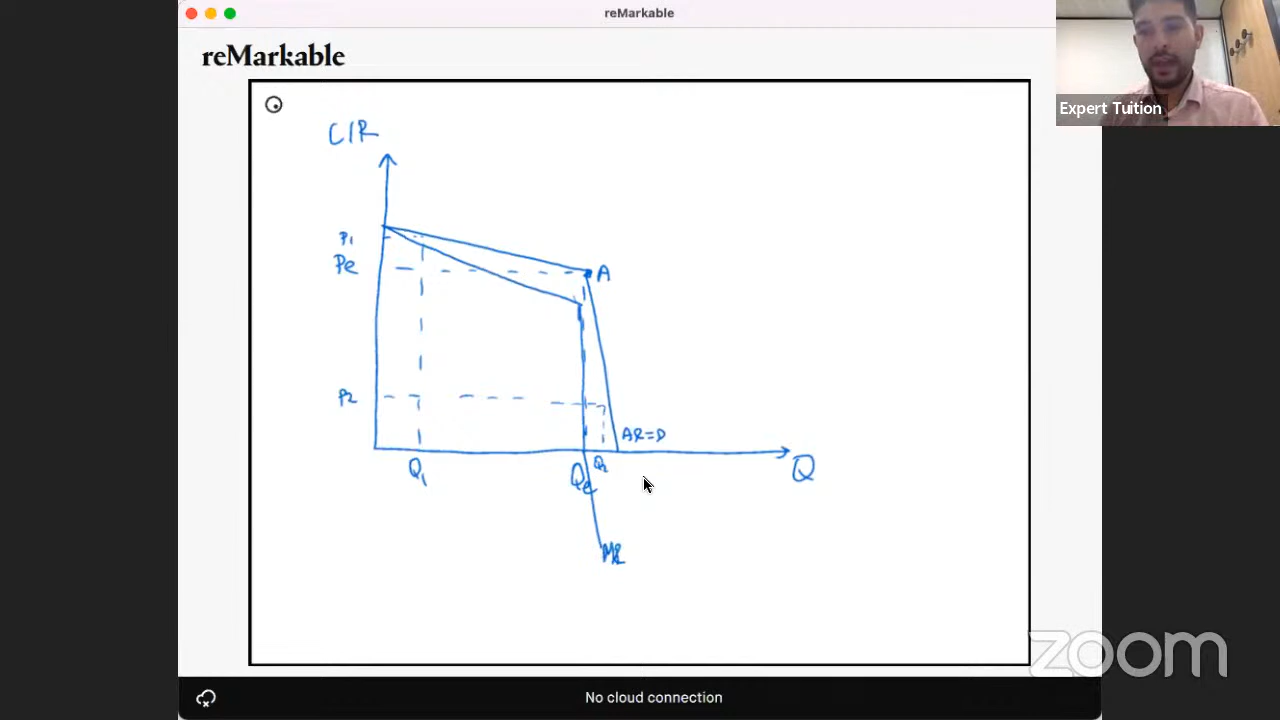 reMarkable
reMarkable
Expert Tuition
C/R
P1
Pe
A
P2
AR=D
Q1
Qe
Q2
Q
MR
zoom
No cloud connection